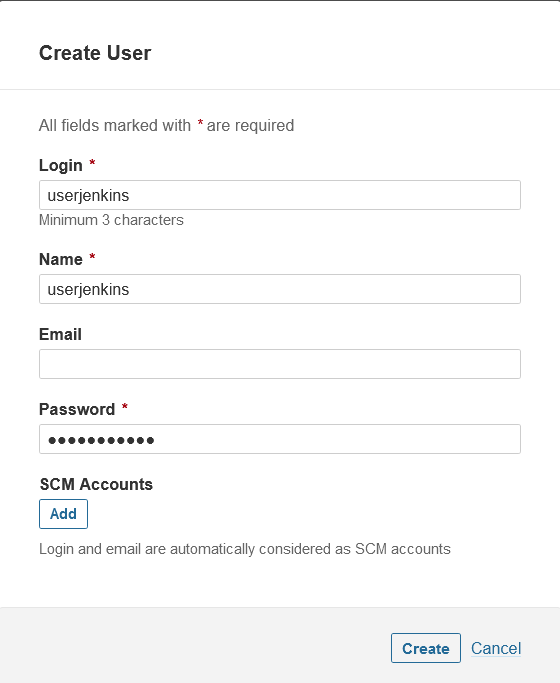 Create User
All fields marked with * are required
Login *
userjenkins
Minimum 3 characters
Name *
userjenkins
Email
Password *
●●●●●●●●●●●
SCM Accounts
Add
Login and email are automatically considered as SCM accounts
Create Cancel